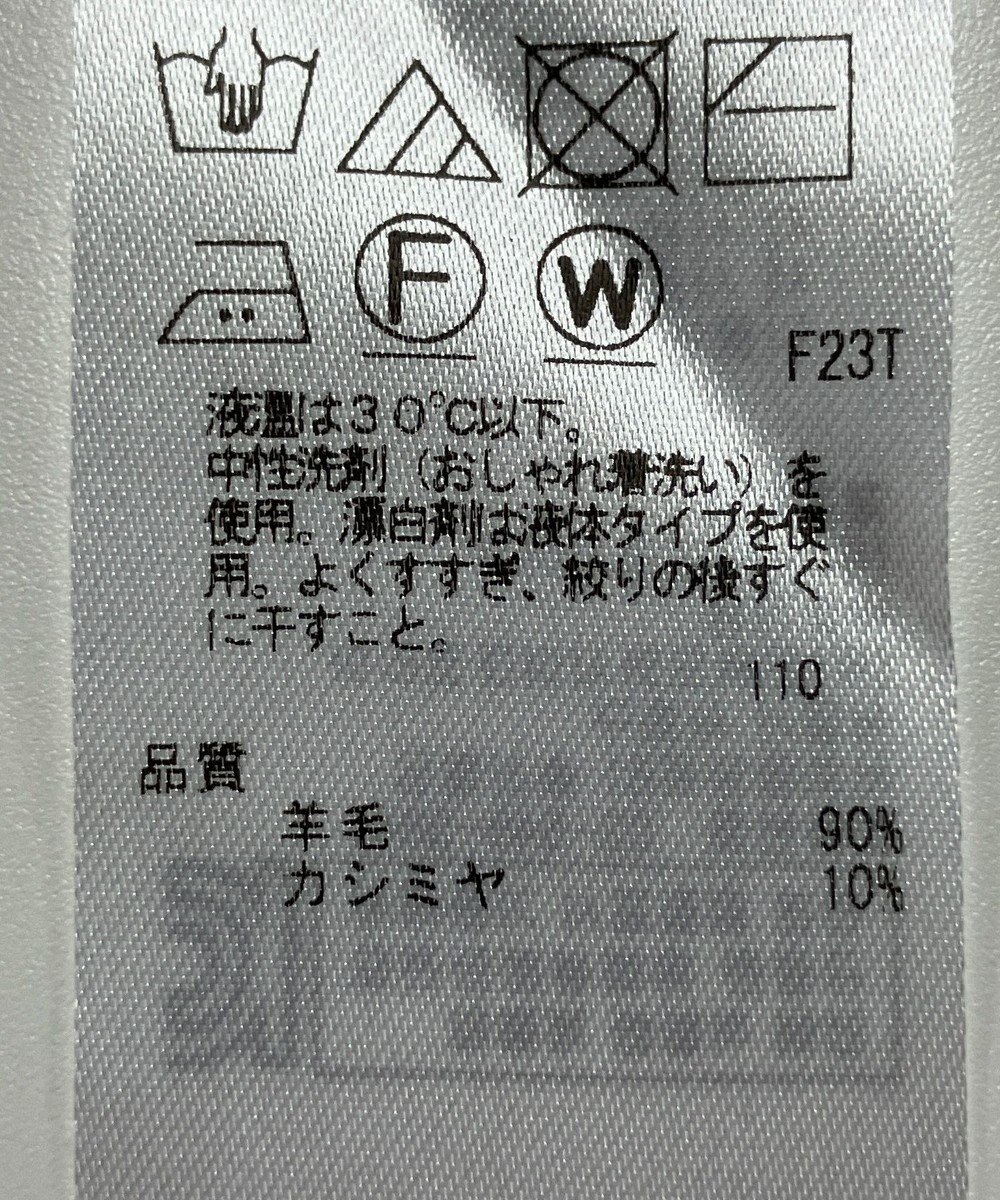 F
W
F23T
液温は30℃以下。
中性洗剤（おしゃれ着洗い）を
使用。漂白剤は液体タイプを使
用。よくすすぎ、絞りの後すぐ
に干すこと。
110
品質
羊毛 90%
カシミヤ 10%